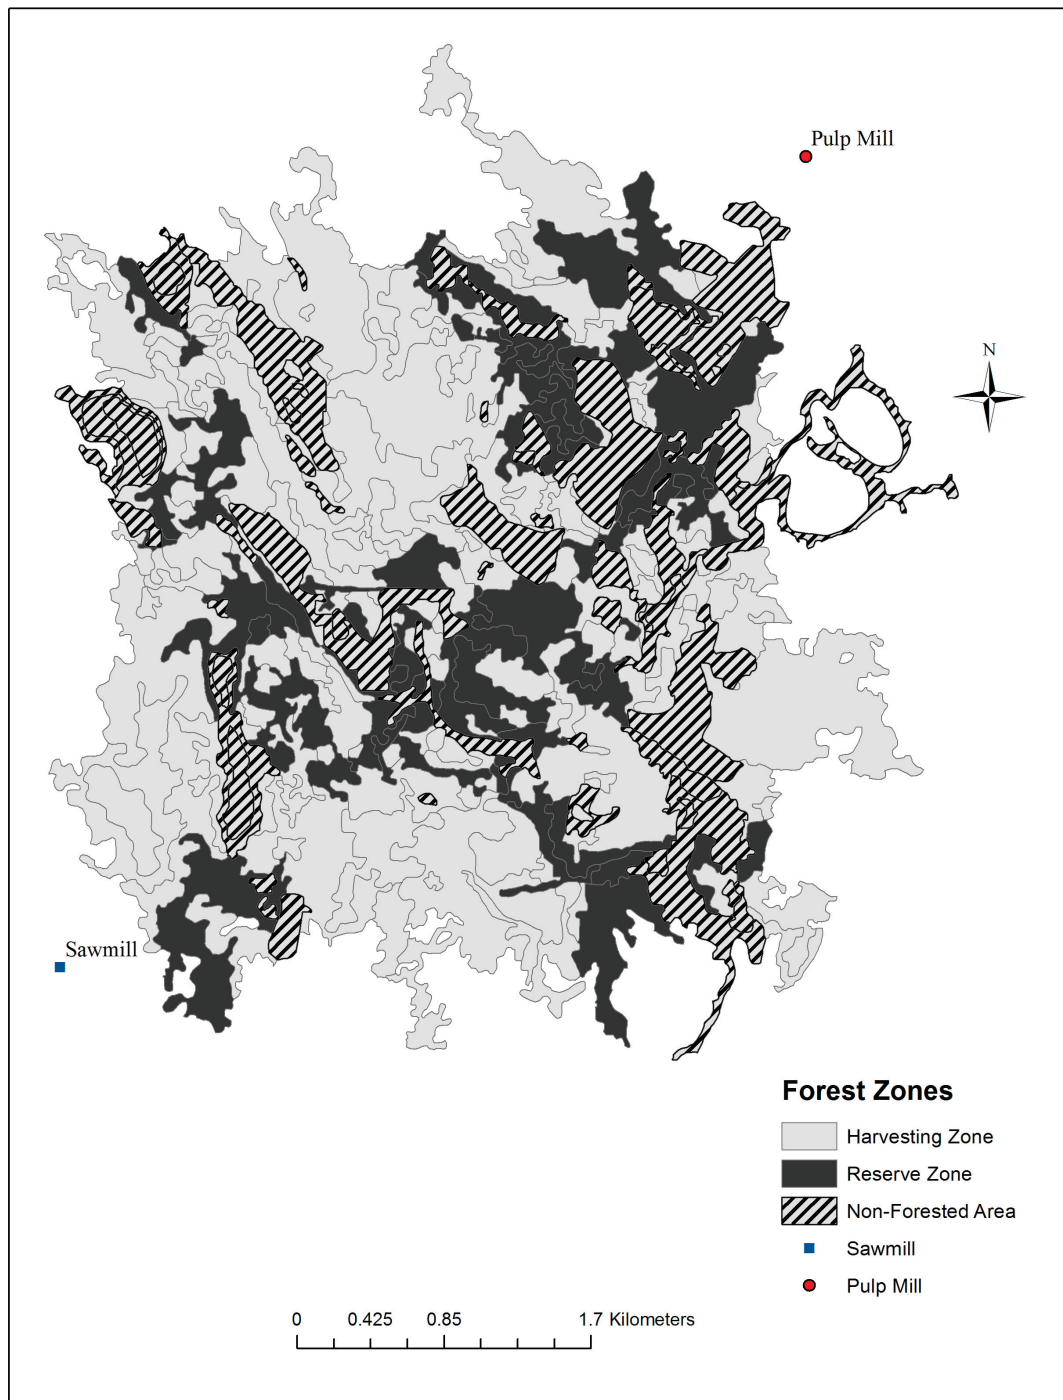 Pulp Mill
N
Sawmill
Forest Zones
Harvesting Zone
Reserve Zone
Non-Forested Area
Sawmill
Pulp Mill
0 0.425 0.85 1.7 Kilometers